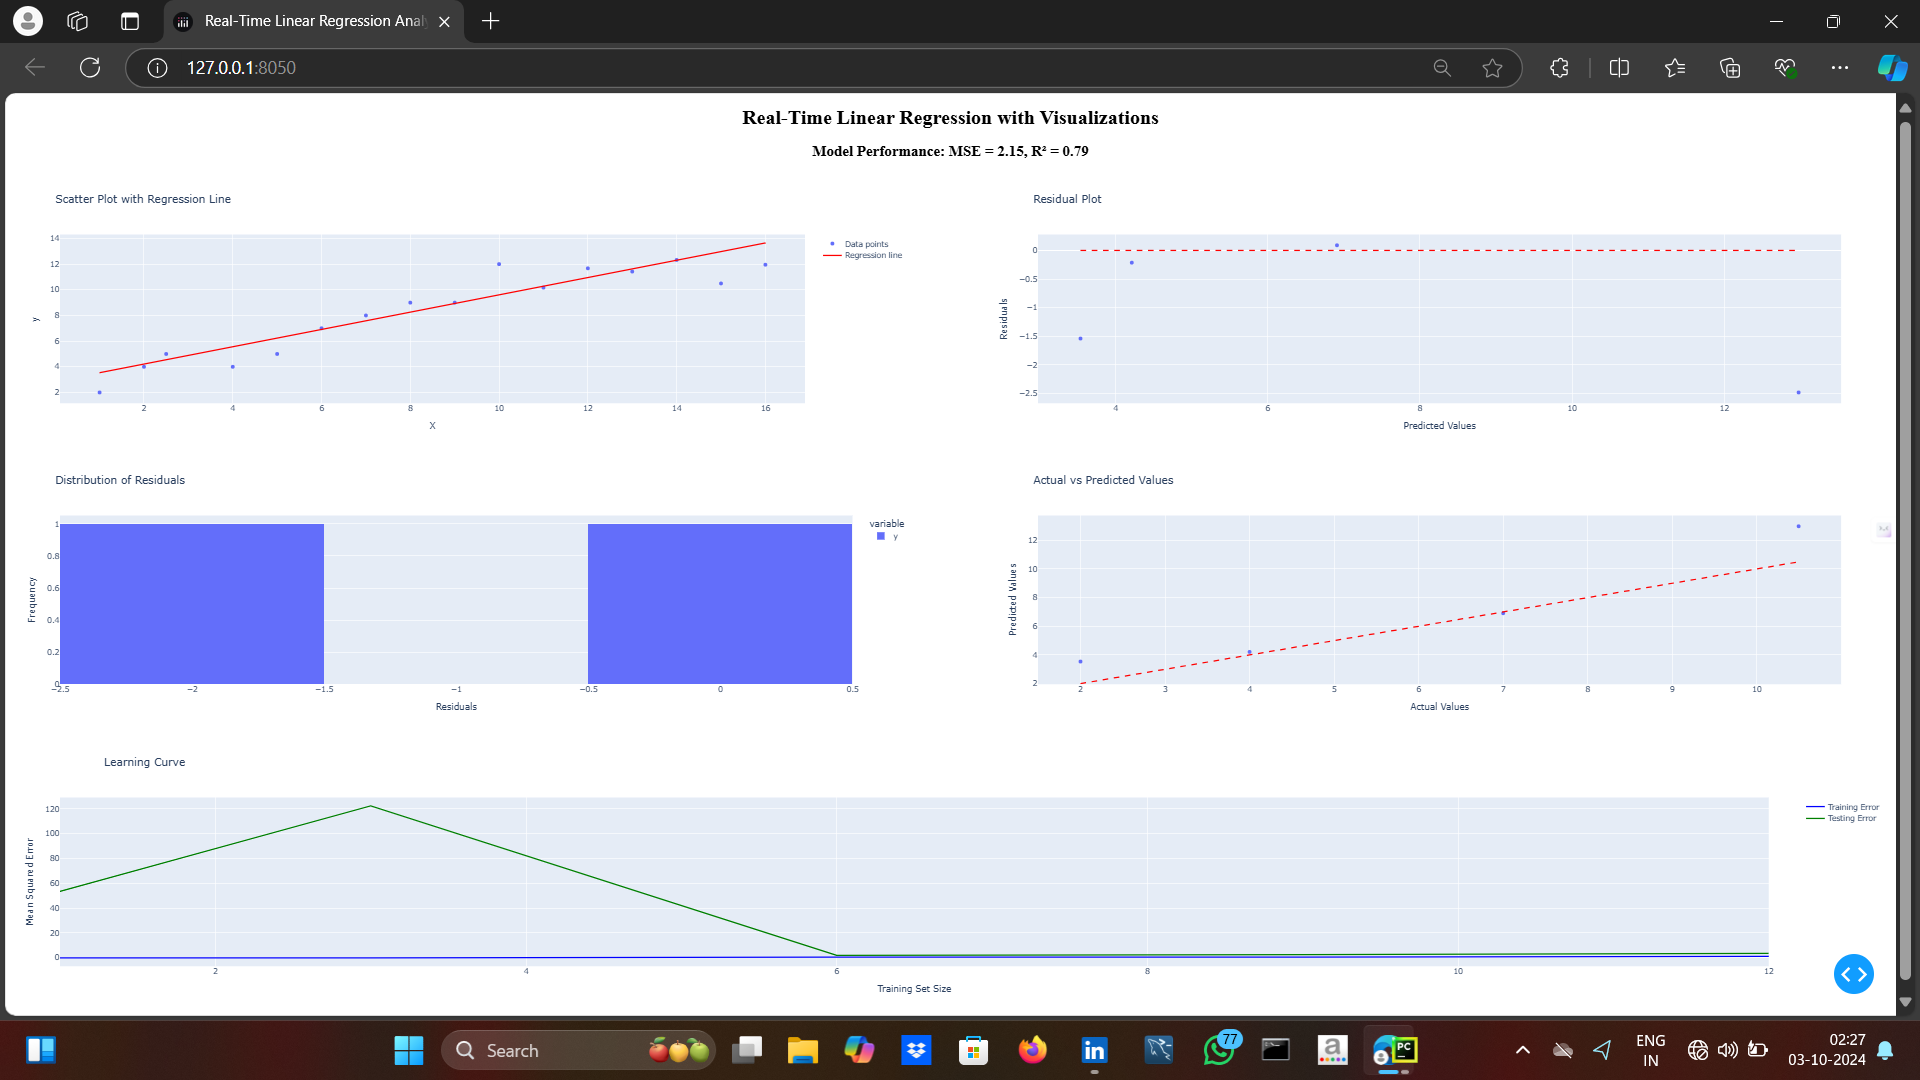 Real-Time Linear Regression Anal
127.0.0.1:8050
Real-Time Linear Regression with Visualizations
Model Performance: MSE = 2.15, R² = 0.79
Scatter Plot with Regression Line
14
12
10
8
6
4
2
y
2 4 6 8 10 12 14 16
X
Data points
Regression line
Residual Plot
0
−0.5
−1
−1.5
−2
−2.5
Residuals
4 6 8 10 12
Predicted Values
Distribution of Residuals
1
0.8
0.6
0.4
0.2
0
Frequency
−2.5 −2 −1.5 −1 −0.5 0 0.5
Residuals
variable
y
Actual vs Predicted Values
12
10
8
6
4
2
Predicted Values
2 3 4 5 6 7 8 9 10
Actual Values
Learning Curve
120
100
80
60
40
20
0
Mean Squared Error
2 4 6 8 10 12
Training Set Size
Training Error
Testing Error
Search
in
77
a
PC
ENG
IN
02:27
03-10-2024